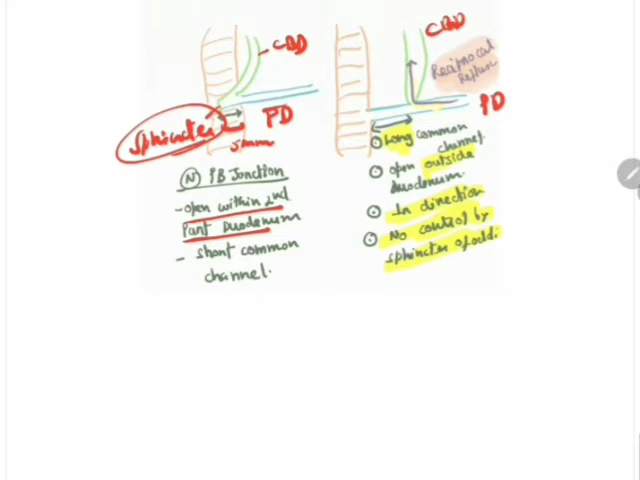 CBD
Sphincter
PD
5mm
(N) PB Junction
- open within 2nd
Part Duodenum
- Short common
channel.
CBD
Reciprocal
Reflux
PD
Long common
channel.
open outside
Duodenum.
In direction
No control by
sphincter of oddi